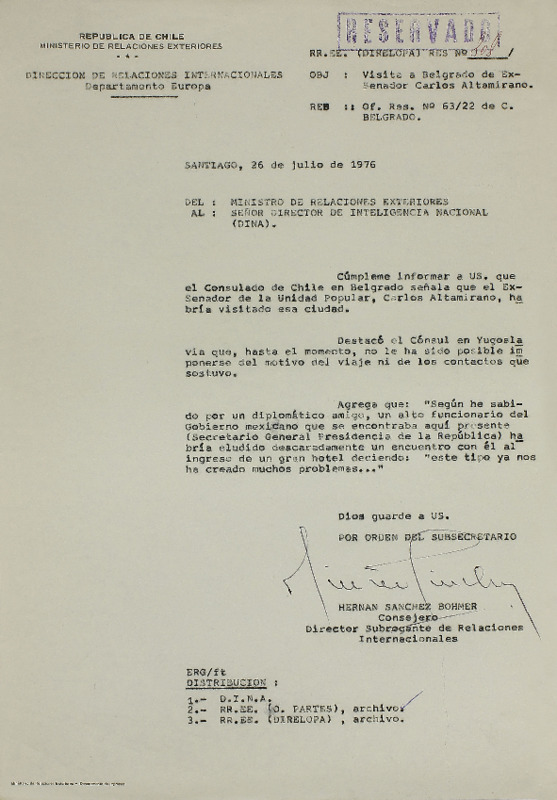 RESERVADO
REPUBLICA DE CHILE
MINISTERIO DE RELACIONES EXTERIORES
RR.EE. (DIRELOPA) RES Nº /
DIRECCION DE RELACIONES INTERNACIONALES
Departamento Europa
OBJ : Visita a Belgrado de Ex-
Senador Carlos Altamirano.
REF :: Of. Res. Nº 63/22 de C.
BELGRADO.
SANTIAGO, 26 de julio de 1976
DEL : MINISTRO DE RELACIONES EXTERIORES
AL : SEÑOR DIRECTOR DE INTELIGENCIA NACIONAL
(DINA).
Cúmpleme informar a US. que
el Consulado de Chile en Belgrado señala que el Ex-
Senador de la Unidad Popular, Carlos Altamirano, ha
bría visitado esa ciudad.
Destacó el Cónsul en Yugosla
via que, hasta el momento, no le ha sido posible im
ponerse del motivo del viaje ni de los contactos que
sostuvo.
Agrega que: "Según he sabi-
do por un diplomático amigo, un alto funcionario del
Gobierno mexicano que se encontraba aquí presente
(Secretario General Presidencia de la República) ha
bría eludido descaradamente un encuentro con él al
ingreso de un gran hotel deciendo: "este tipo ya nos
ha creado muchos problemas..."
Dios guarde a US.
POR ORDEN DEL SUBSECRETARIO
HERNAN SANCHEZ BOHMER
Consejero
Director Subrogante de Relaciones
Internacionales
ERG/ft
DISTRIBUCION :
1.- D.I.N.A.
2.- RR.EE. (O. PARTES), archivo.
3.- RR.EE. (DIRELOPA) , archivo.